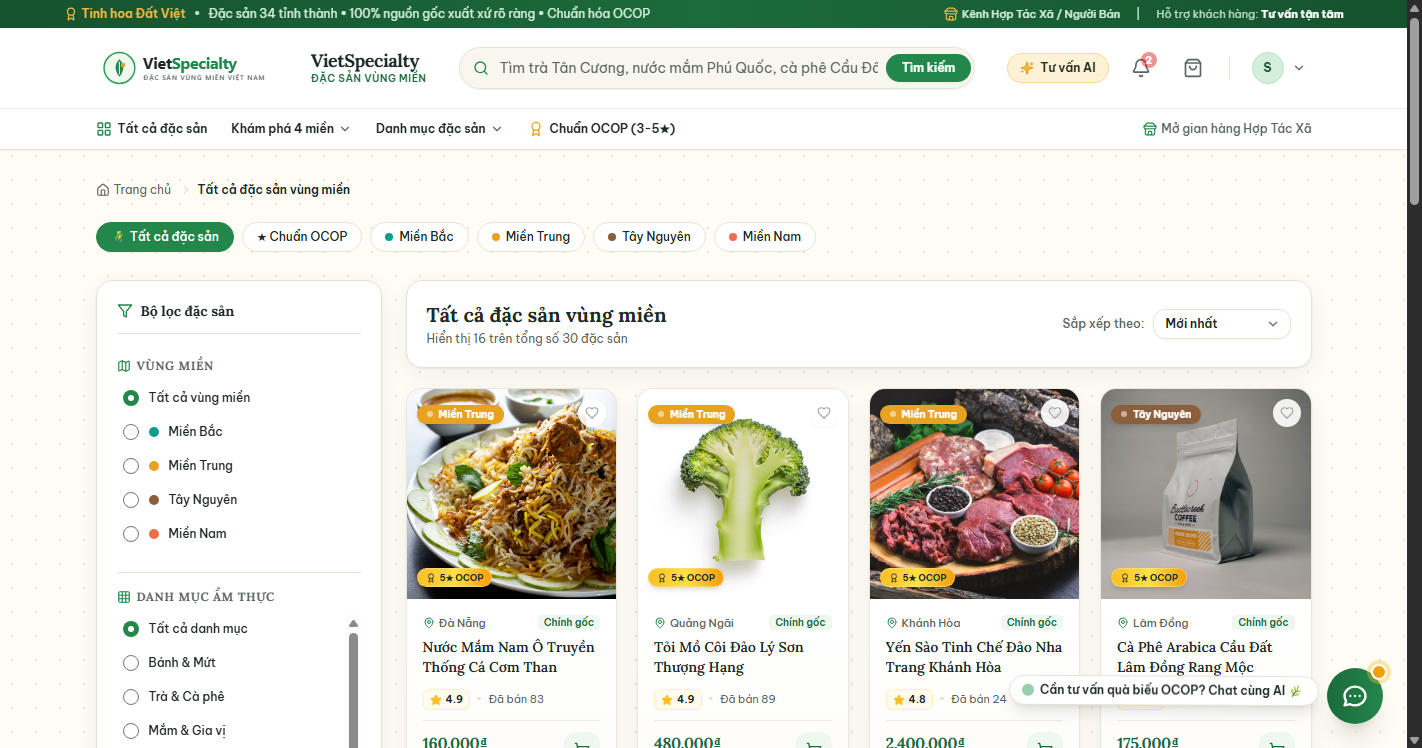 Tinh hoa Đất Việt • Đặc sản 34 tỉnh thành • 100% nguồn gốc xuất xứ rõ ràng • Chuẩn hóa OCOP
Kênh Hợp Tác Xã / Người Bán | Hỗ trợ khách hàng: Tư vấn tận tâm
VietSpecialty
ĐẶC SẢN VÙNG MIỀN VIỆT NAM
VietSpecialty
ĐẶC SẢN VÙNG MIỀN
Tìm trà Tân Cương, nước mắm Phú Quốc, cà phê Cầu Đấ
Tìm kiếm
Tư vấn AI
2
S
Tất cả đặc sản
Khám phá 4 miền
Danh mục đặc sản
Chuẩn OCOP (3-5★)
Mở gian hàng Hợp Tác Xã
Trang chủ
Tất cả đặc sản vùng miền
Tất cả đặc sản
★ Chuẩn OCOP
Miền Bắc
Miền Trung
Tây Nguyên
Miền Nam
Bộ lọc đặc sản
VÙNG MIỀN
Tất cả vùng miền
Miền Bắc
Miền Trung
Tây Nguyên
Miền Nam
DANH MỤC ẨM THỰC
Tất cả danh mục
Bánh & Mứt
Trà & Cà phê
Mắm & Gia vị
Tất cả đặc sản vùng miền
Hiển thị 16 trên tổng số 30 đặc sản
Sắp xếp theo:
Mới nhất
Miền Trung
5★ OCOP
Đà Nẵng
Chính gốc
Nước Mắm Nam Ô Truyền
Thống Cá Cơm Than
4.9 • Đã bán 83
160.000₫
Miền Trung
5★ OCOP
Quảng Ngãi
Chính gốc
Tỏi Mồ Côi Đảo Lý Sơn
Thượng Hạng
4.9 • Đã bán 89
480.000₫
Miền Trung
5★ OCOP
Khánh Hòa
Chính gốc
Yến Sào Tinh Chế Đảo Nha
Trang Khánh Hòa
4.8 • Đã bán 24
2.400.000₫
Tây Nguyên
COFFEE
5★ OCOP
Lâm Đồng
Chính gốc
Cà Phê Arabica Cầu Đất
Lâm Đồng Rang Mộc
175.000₫
Cần tư vấn quà biếu OCOP? Chat cùng AI